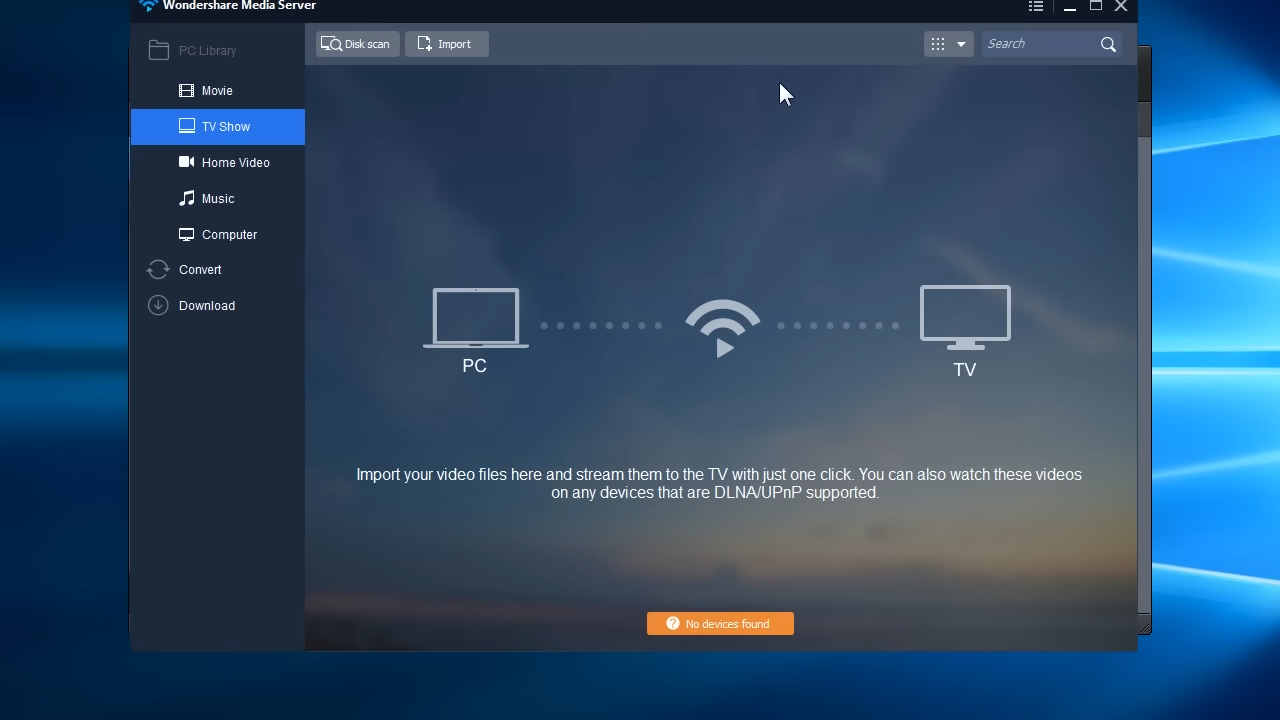 Wondershare Media Server
PC Library
Disk scan
Import
Search
Movie
TV Show
Home Video
Music
Computer
Convert
Download
PC
TV
Import your video files here and stream them to the TV with just one click. You can also watch these videos
on any devices that are DLNA/UPnP supported.
? No devices found